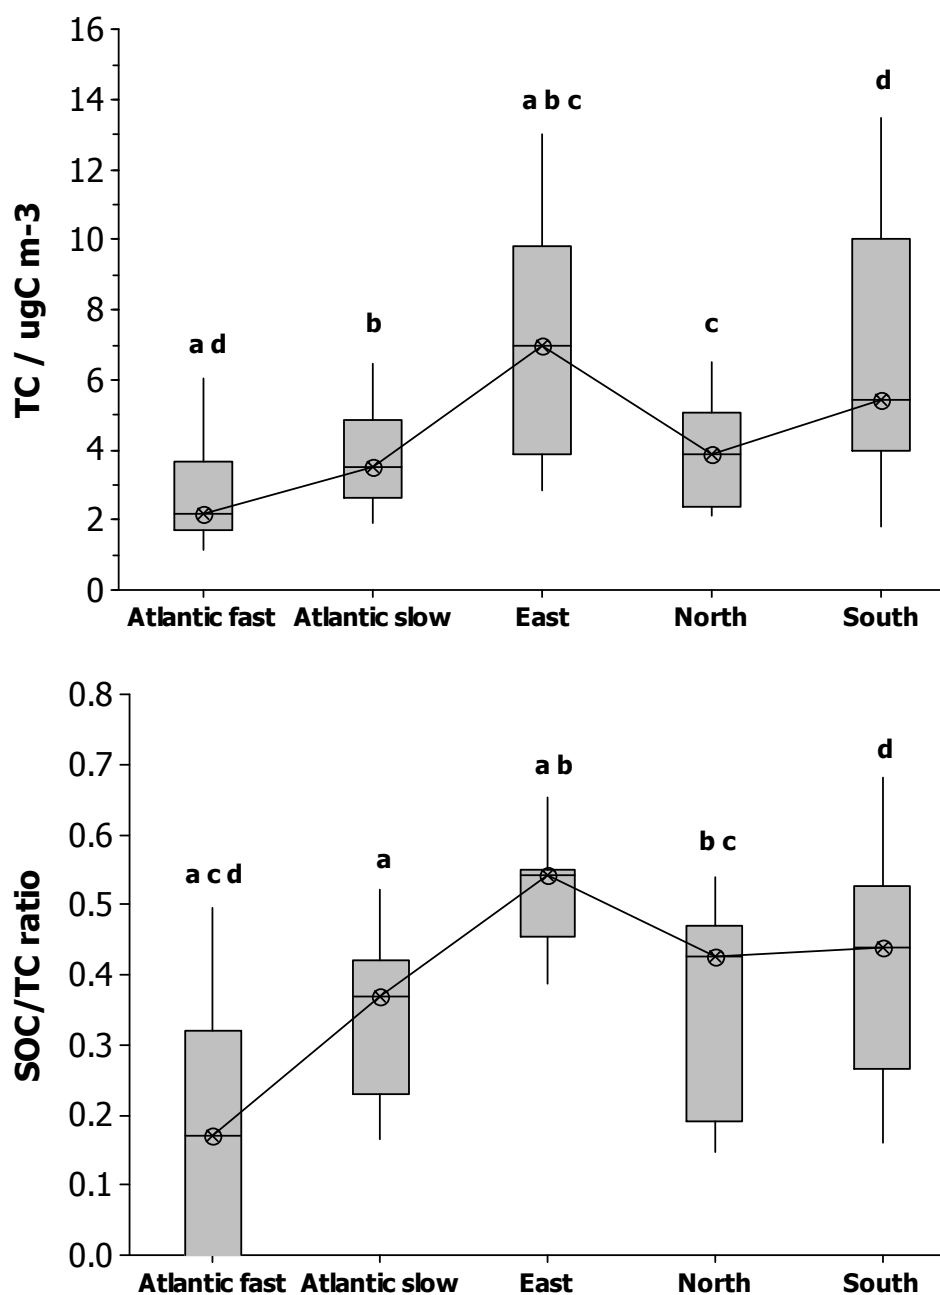 TC / ugC m-3
16
14
12
10
8
6
4
2
0
a d
b
a b c
c
d
Atlantic fast Atlantic slow East North South
SOC/TC ratio
0.8
0.7
0.6
0.5
0.4
0.3
0.2
0.1
0.0
a c d
a
a b
b c
d
Atlantic fast Atlantic slow East North South